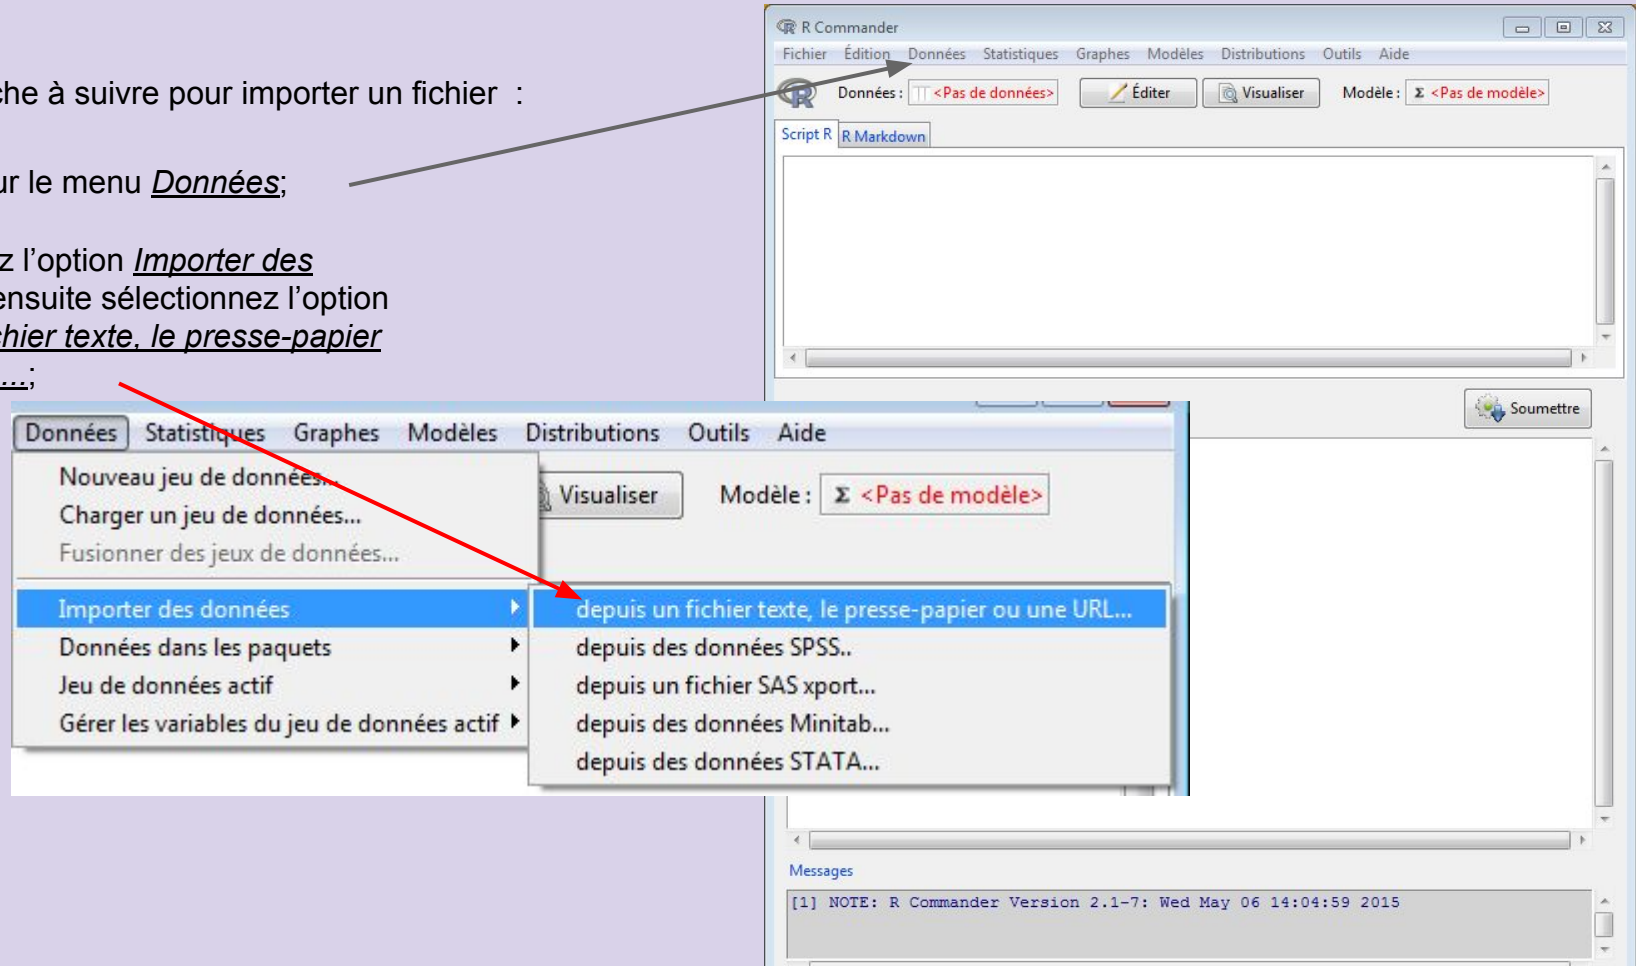 che à suivre pour importer un fichier :
ur le menu Données;
z l'option Importer des
ensuite sélectionnez l'option
chier texte, le presse-papier
...;
R Commander
Fichier Édition Données Statistiques Graphes Modèles Distributions Outils Aide
Données : <Pas de données> Éditer Visualiser Modèle : Σ <Pas de modèle>
Script R R Markdown
Soumettre
Données Statistiques Graphes Modèles Distributions Outils Aide
Visualiser Modèle : Σ <Pas de modèle>
Nouveau jeu de données...
Charger un jeu de données...
Fusionner des jeux de données...
Importer des données
Données dans les paquets
Jeu de données actif
Gérer les variables du jeu de données actif
depuis un fichier texte, le presse-papier ou une URL...
depuis des données SPSS..
depuis un fichier SAS xport...
depuis des données Minitab...
depuis des données STATA...
Messages
[1] NOTE: R Commander Version 2.1-7: Wed May 06 14:04:59 2015